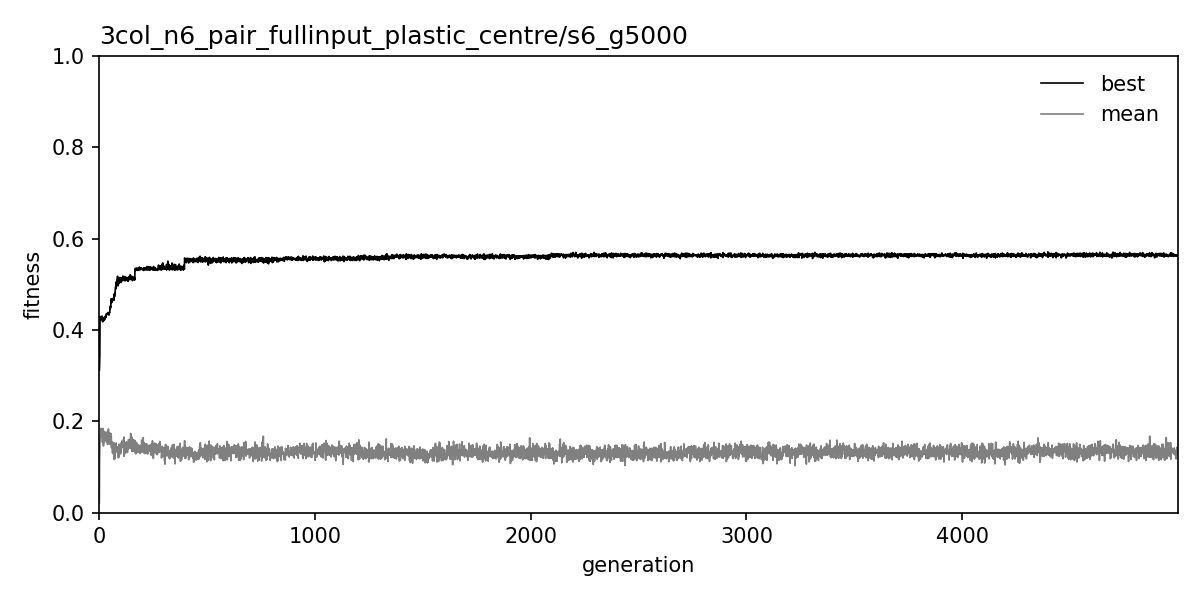 3col_n6_pair_fullinput_plastic_centre/s6_g5000
1.0
0.8
0.6
0.4
0.2
0.0
fitness
best
mean
0 1000 2000 3000 4000
generation